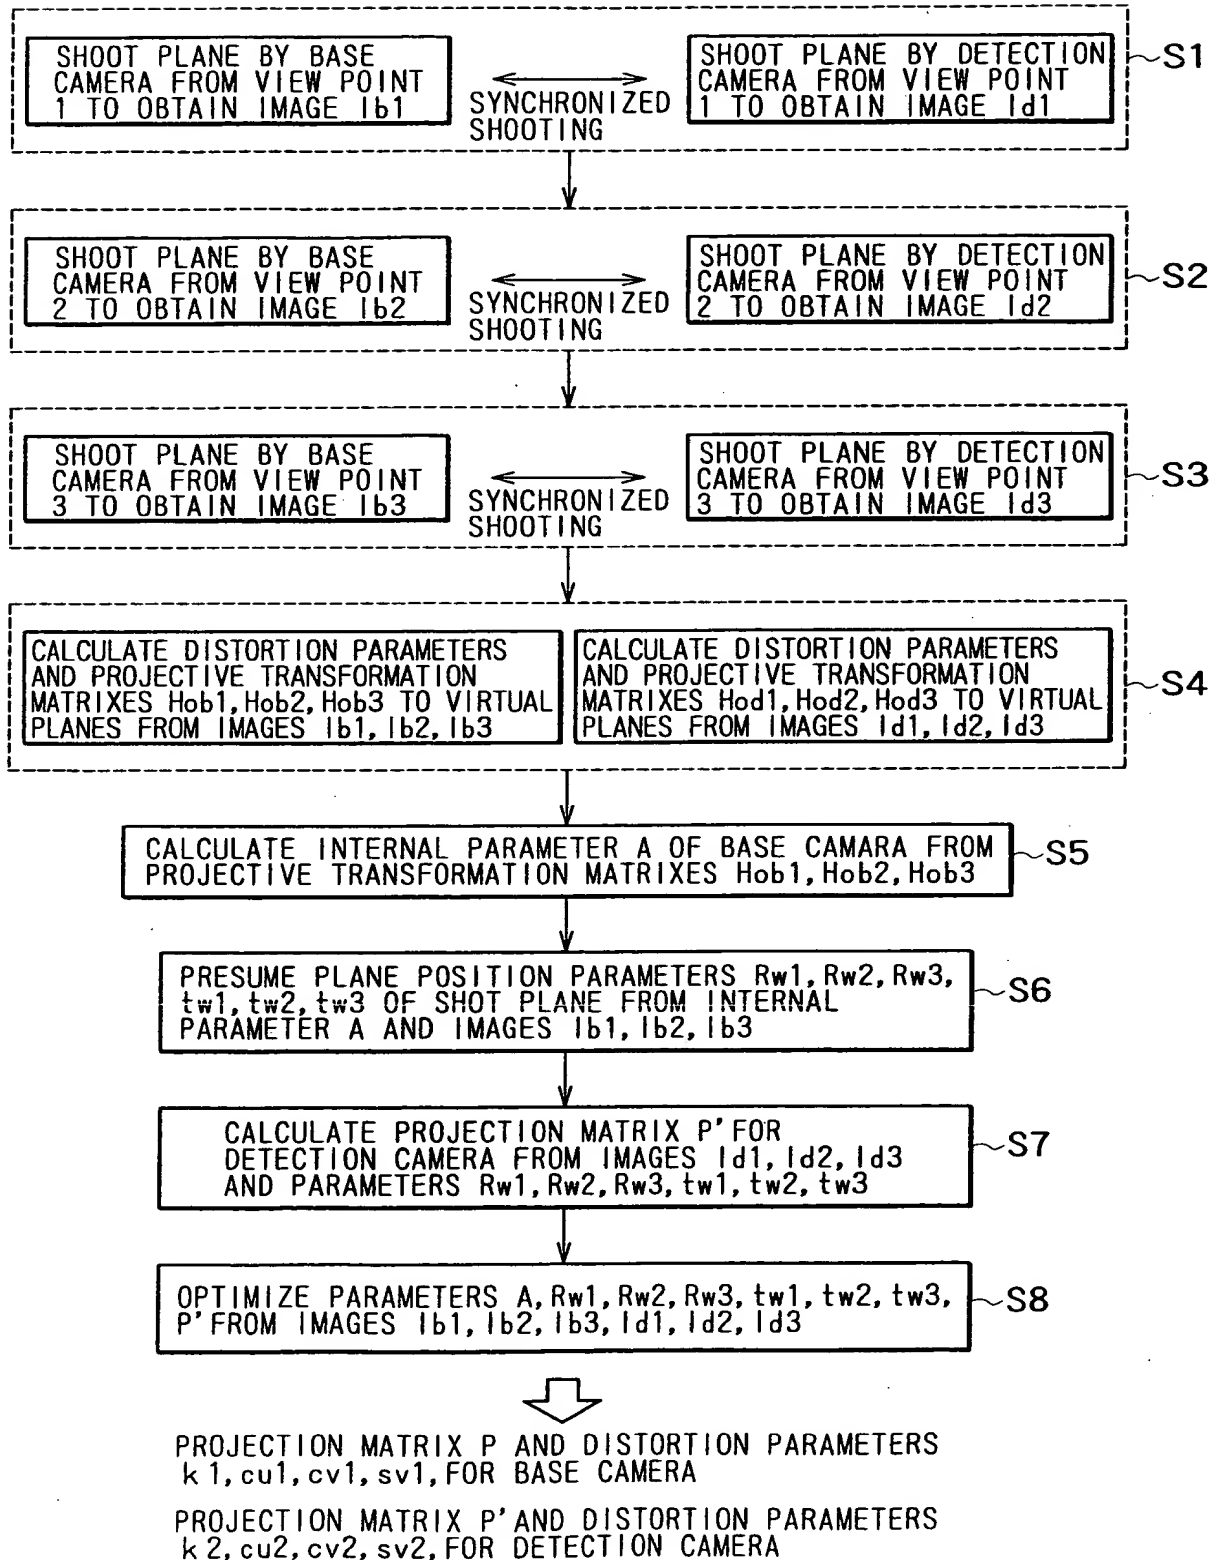 SHOOT PLANE BY BASE
CAMERA FROM VIEW POINT
1 TO OBTAIN IMAGE Ib1
SYNCHRONIZED
SHOOTING
SHOOT PLANE BY DETECTION
CAMERA FROM VIEW POINT
1 TO OBTAIN IMAGE Id1
S1
SHOOT PLANE BY BASE
CAMERA FROM VIEW POINT
2 TO OBTAIN IMAGE Ib2
SYNCHRONIZED
SHOOTING
SHOOT PLANE BY DETECTION
CAMERA FROM VIEW POINT
2 TO OBTAIN IMAGE Id2
S2
SHOOT PLANE BY BASE
CAMERA FROM VIEW POINT
3 TO OBTAIN IMAGE Ib3
SYNCHRONIZED
SHOOTING
SHOOT PLANE BY DETECTION
CAMERA FROM VIEW POINT
3 TO OBTAIN IMAGE Id3
S3
CALCULATE DISTORTION PARAMETERS
AND PROJECTIVE TRANSFORMATION
MATRIXES Hob1, Hob2, Hob3 TO VIRTUAL
PLANES FROM IMAGES Ib1, Ib2, Ib3
CALCULATE DISTORTION PARAMETERS
AND PROJECTIVE TRANSFORMATION
MATRIXES Hod1, Hod2, Hod3 TO VIRTUAL
PLANES FROM IMAGES Id1, Id2, Id3
S4
CALCULATE INTERNAL PARAMETER A OF BASE CAMARA FROM
PROJECTIVE TRANSFORMATION MATRIXES Hob1, Hob2, Hob3
S5
PRESUME PLANE POSITION PARAMETERS Rw1, Rw2, Rw3,
tw1, tw2, tw3 OF SHOT PLANE FROM INTERNAL
PARAMETER A AND IMAGES Ib1, Ib2, Ib3
S6
CALCULATE PROJECTION MATRIX P' FOR
DETECTION CAMERA FROM IMAGES Id1, Id2, Id3
AND PARAMETERS Rw1, Rw2, Rw3, tw1, tw2, tw3
S7
OPTIMIZE PARAMETERS A, Rw1, Rw2, Rw3, tw1, tw2, tw3,
P' FROM IMAGES Ib1, Ib2, Ib3, Id1, Id2, Id3
S8
PROJECTION MATRIX P AND DISTORTION PARAMETERS
k1, cu1, cv1, sv1, FOR BASE CAMERA
PROJECTION MATRIX P' AND DISTORTION PARAMETERS
k2, cu2, cv2, sv2, FOR DETECTION CAMERA